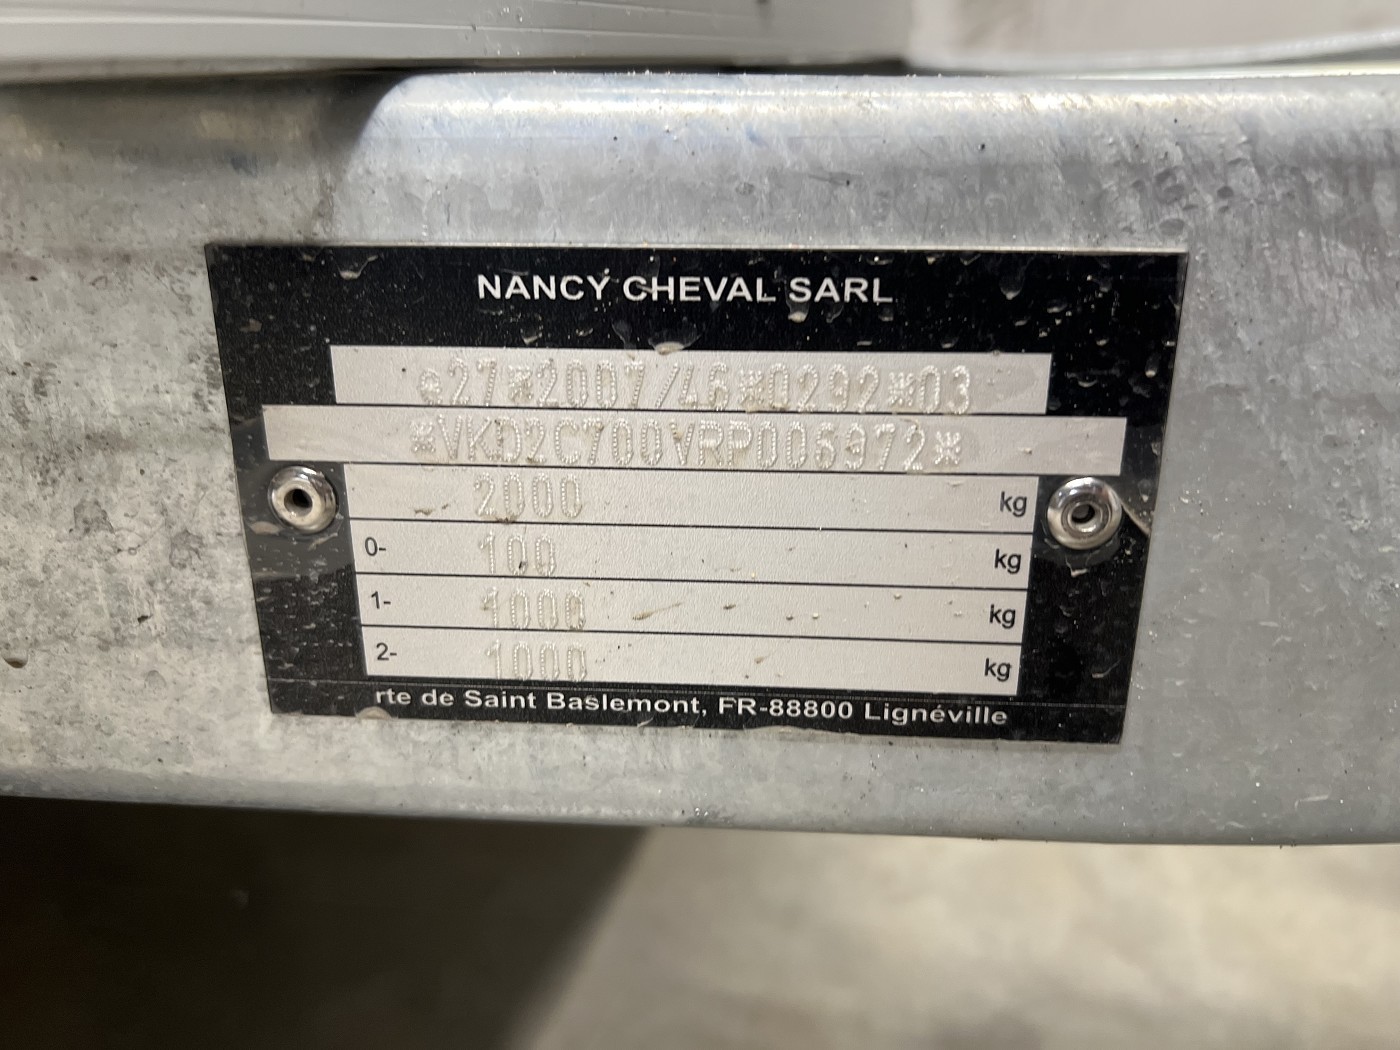 NANCY CHEVAL SARL
e27*2007/46*0292*03
*VKD2C700VRP006972*
2000 kg
0- 100 kg
1- 1000 kg
2- 1000 kg
rte de Saint Baslemont, FR-88800 Lignéville